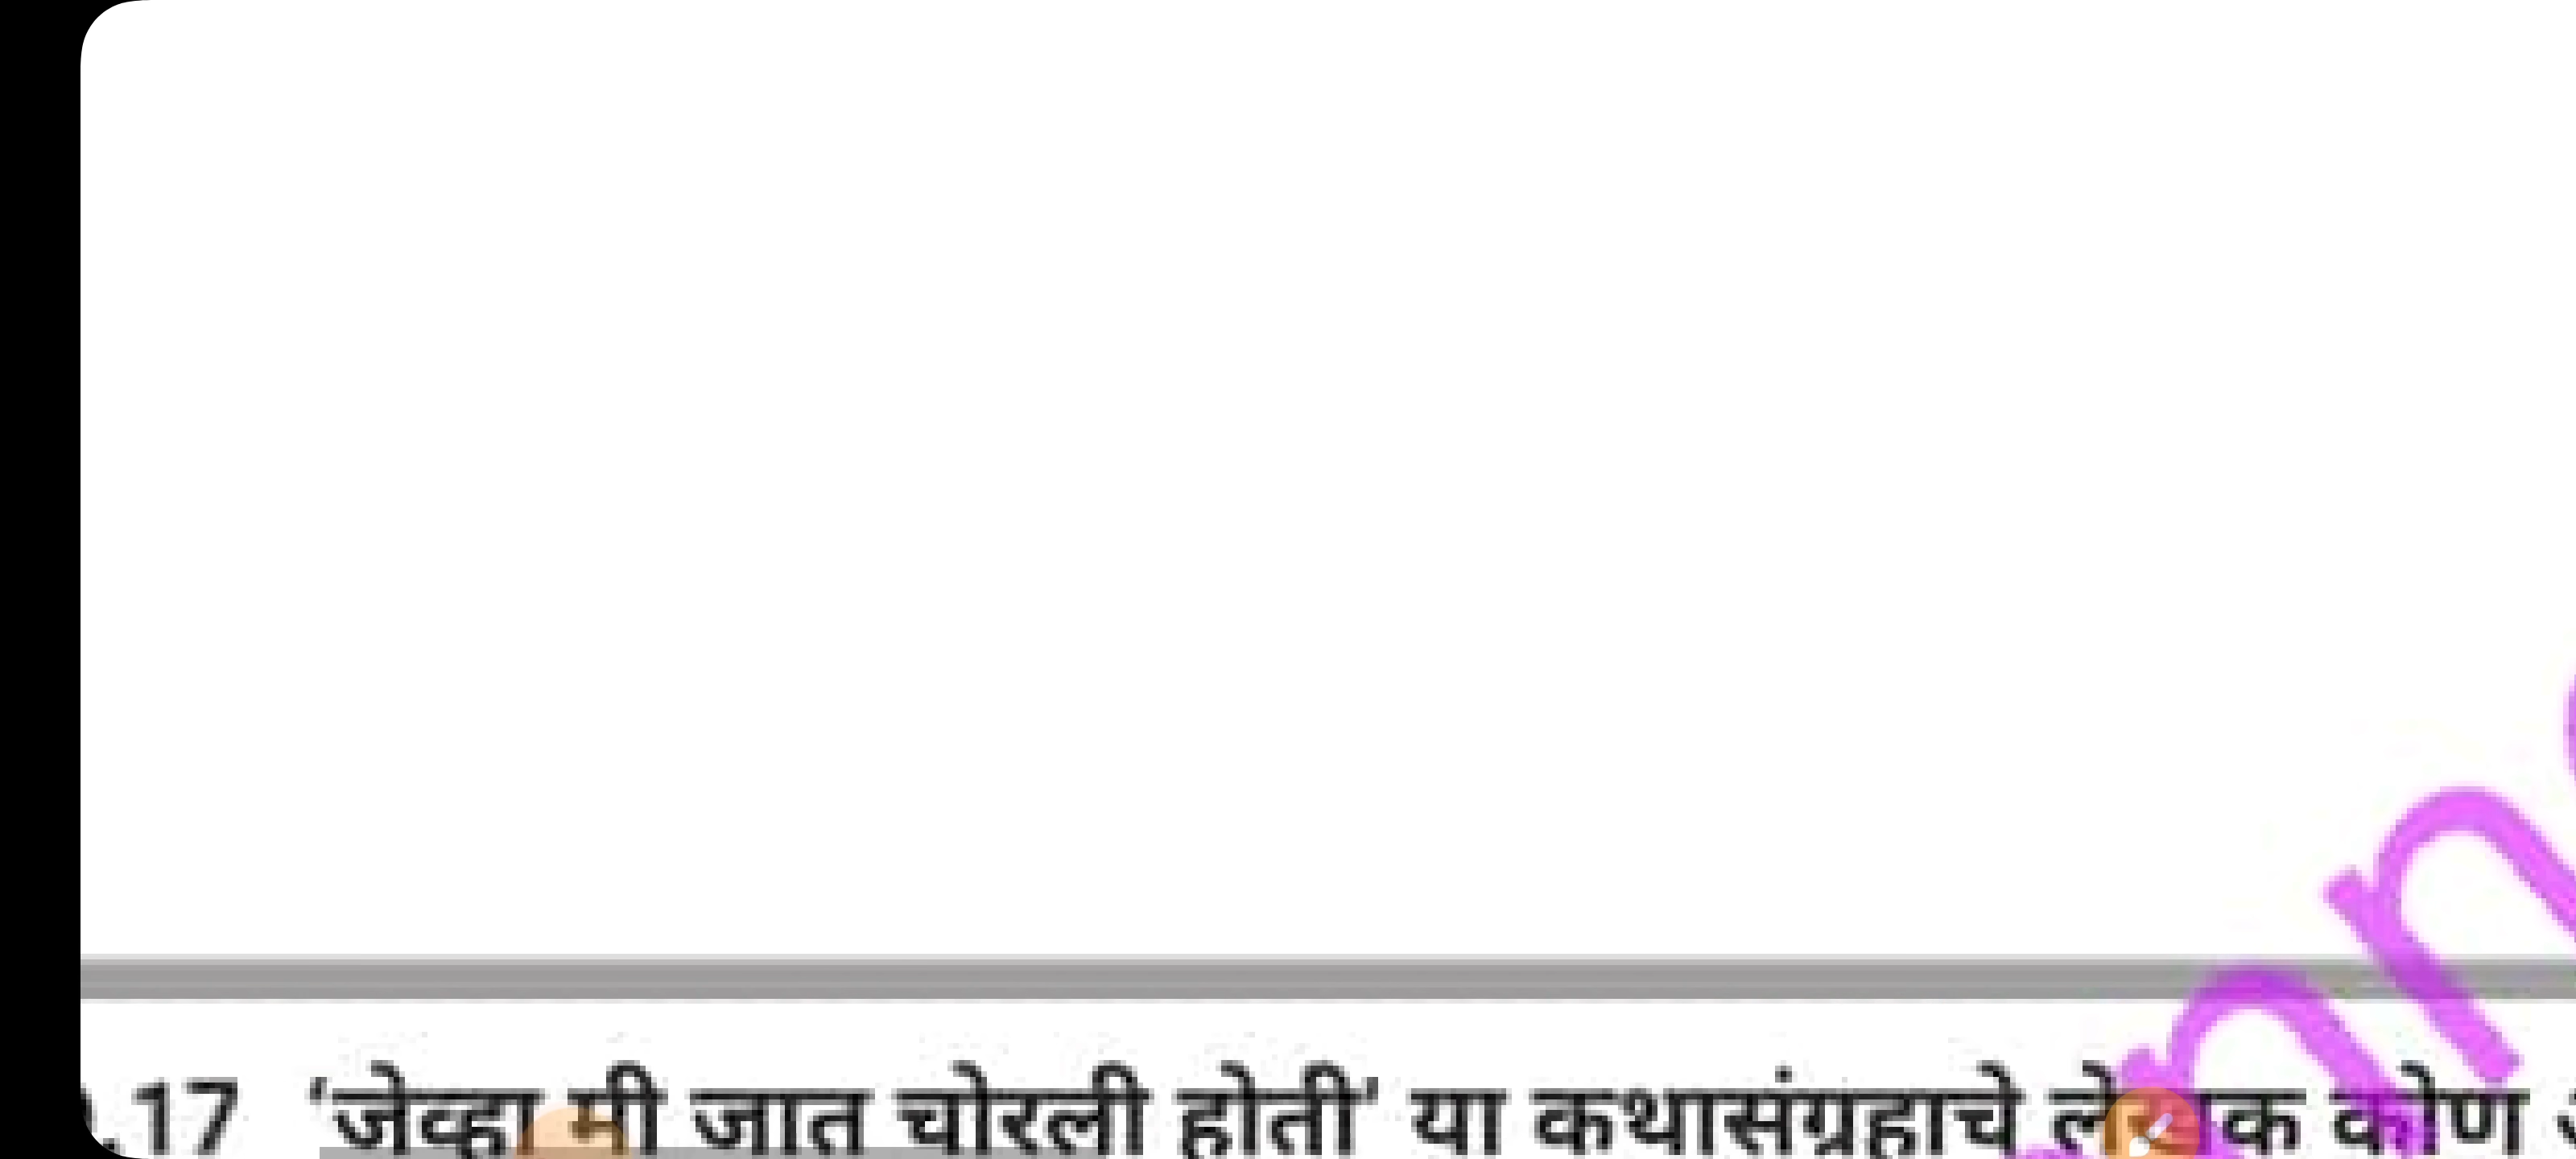 .17 ‘जेव्हा मी जात चोरली होती’ या कथासंग्रहाचे लेखक कोण